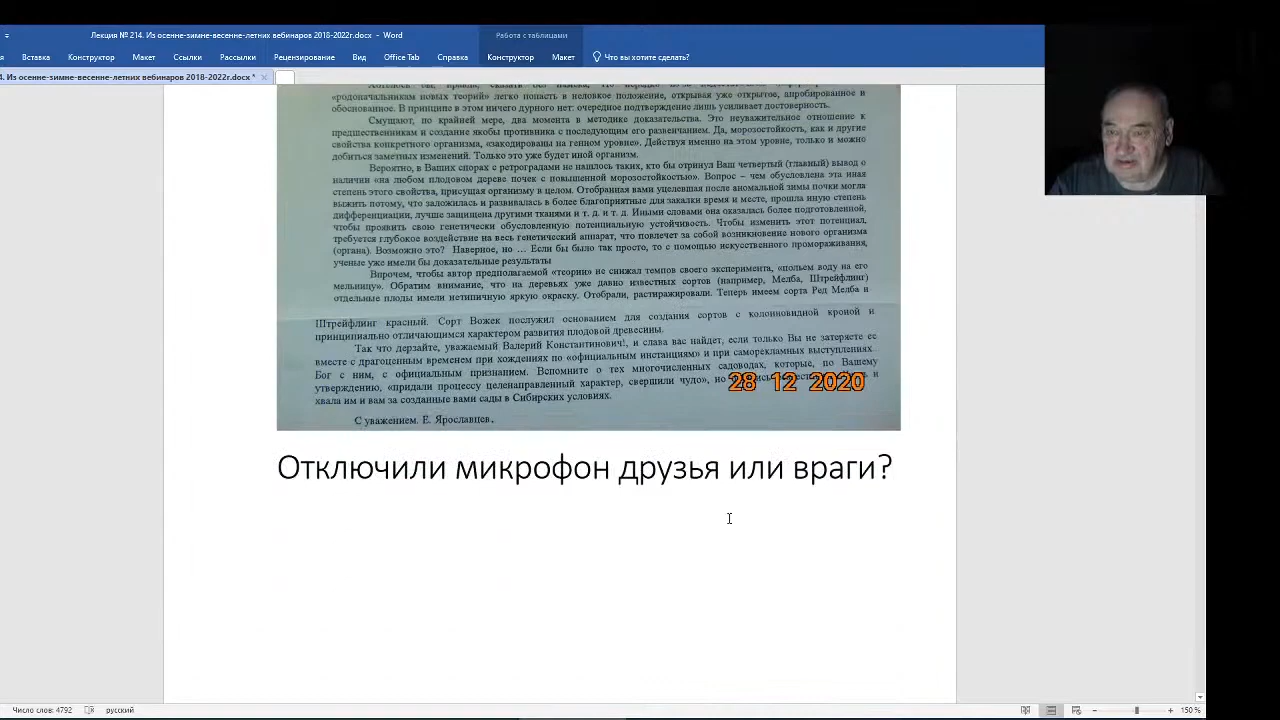 Лекция № 214. Из осенне-зимне-весенне-летних вебинаров 2018-2022г.docx - Word
Работа с таблицами
Вставка Конструктор Макет Ссылки Рассылки Рецензирование Вид Office Tab Справка Конструктор Макет Что вы хотите сделать?
4. Из осенне-зимне-весенне-летних вебинаров 2018-2022г.docx *
«родоначальникам новых теорий» легко попасть в неловкое положение, открывая уже открытое, апробированное и
обоснованное. В принципе в этом ничего дурного нет: очередное подтверждение лишь усиливает достоверность.
Смущают, по крайней мере, два момента в методике доказательства. Это неуважительное отношение к
предшественникам и создание якобы противника с последующим его развенчанием. Да, морозостойкость, как и другие
свойства конкретного организма, «закодированы на генном уровне». Действуя именно на этом уровне, только и можно
добиться заметных изменений. Только это уже будет иной организм.
Вероятно, в Ваших спорах с ретроградами не нашлось таких, кто бы отринул Ваш четвертый (главный) вывод о
наличии «на любом плодовом дереве почек с повышенной морозостойкостью». Вопрос – чем обусловлена эта иная
степень этого свойства, присущая организму в целом. Отобранная вами уцелевшая после аномальной зимы почки могла
выжить потому, что заложилась и развивалась в более благоприятные для закалки время и месте, прошла иную степень
дифференциации, лучше защищена другими тканями и т. д. и т. д. Иными словами она оказалась более подготовленной,
чтобы проявить свою генетически обусловленную потенциальную устойчивость. Чтобы изменить этот потенциал,
требуется глубокое воздействие на весь генетический аппарат, что повлечет за собой возникновение нового организма
(органа). Возможно это? Наверное, но … Если бы было так просто, то с помощью искусственного промораживания,
ученые уже имели бы доказательные результаты
Впрочем, чтобы автор предполагаемой «теории» не снижал темпов своего эксперимента, «польем воду на его
мельницу». Обратим внимание, что на деревьях уже давно известных сортов (например, Мелба, Штрейфлинг)
отдельные плоды имели нетипичную яркую окраску. Отобрали, растиражировали. Теперь имеем сорта Ред Мелба и
Штрейфлинг красный. Сорт Вожек послужил основанием для создания сортов с колонновидной кроной и
принципиально отличающимся характером развития плодовой древесины.
Так что дерзайте, уважаемый Валерий Константинович!, и слава вас найдет, если только Вы не затеряете ее
вместе с драгоценным временем при хождениях по «официальным инстанциям» и при саморекламных выступлениях.
Бог с ним, с официальным признанием. Вспомните о тех многочисленных садоводах, которые, по Вашему
утверждению, «придали процессу целенаправленный характер, свершили чудо», но и
хвала им и вам за созданные вами сады в Сибирских условиях.
28 12 2020
С уважением. Е. Ярославцев.
Отключили микрофон друзья или враги?
Число слов: 4792 русский 150 %